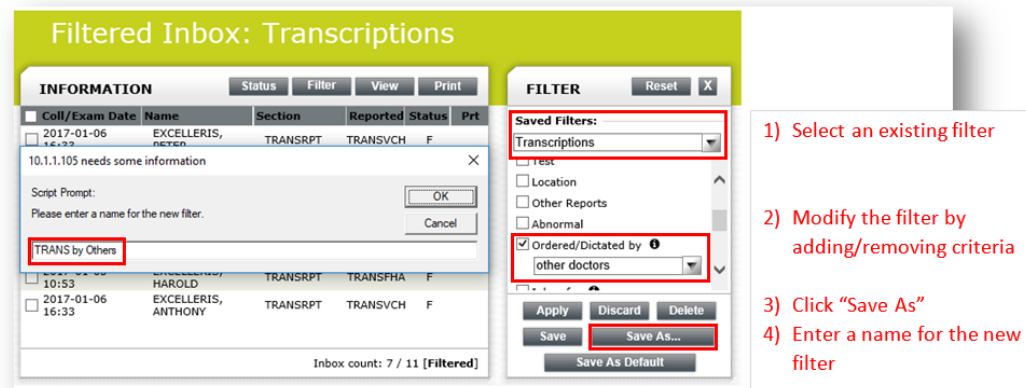 Filtered Inbox: Transcriptions
INFORMATION
Status
Filter
View
Print
Coll/Exam Date Name Section Reported Status Prt
2017-01-06 EXCELLERIS, TRANSRPT TRANSVCH F
16:33 PETER
10.1.1.105 needs some information
Script Prompt:
Please enter a name for the new filter.
OK
Cancel
TRANS by Others
EXCELLERIS, TRANSRPT TRANSFHA F
10:53 HAROLD
2017-01-06 EXCELLERIS, TRANSRPT TRANSVCH F
16:33 ANTHONY
Inbox count: 7 / 11 [Filtered]
FILTER
Reset
X
Saved Filters:
Transcriptions
Test
Location
Other Reports
Abnormal
Ordered/Dictated by
other doctors
Apply
Discard
Delete
Save
Save As...
Save As Default
1) Select an existing filter
2) Modify the filter by
adding/removing criteria
3) Click “Save As”
4) Enter a name for the new
filter